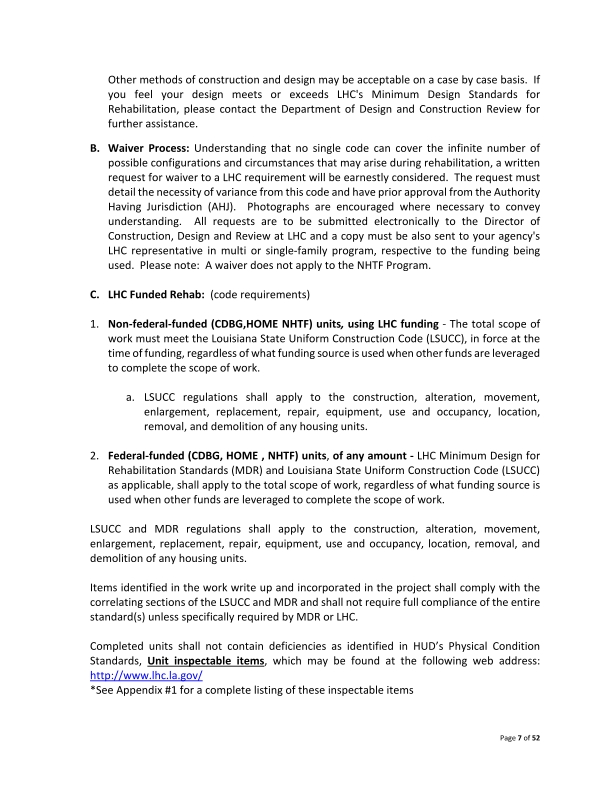 Other methods of construction and design may be acceptable on a case by case basis. If
you feel your design meets or exceeds LHC's Minimum Design Standards for
Rehabilitation, please contact the Department of Design and Construction Review for
further assistance.
B. Waiver Process: Understanding that no single code can cover the infinite number of
possible configurations and circumstances that may arise during rehabilitation, a written
request for waiver to a LHC requirement will be earnestly considered. The request must
detail the necessity of variance from this code and have prior approval from the Authority
Having Jurisdiction (AHJ). Photographs are encouraged where necessary to convey
understanding. All requests are to be submitted electronically to the Director of
Construction, Design and Review at LHC and a copy must be also sent to your agency's
LHC representative in multi or single-family program, respective to the funding being
used. Please note: A waiver does not apply to the NHTF Program.
C. LHC Funded Rehab: (code requirements)
1. Non-federal-funded (CDBG,HOME NHTF) units, using LHC funding - The total scope of
work must meet the Louisiana State Uniform Construction Code (LSUCC), in force at the
time of funding, regardless of what funding source is used when other funds are leveraged
to complete the scope of work.
a. LSUCC regulations shall apply to the construction, alteration, movement,
enlargement, replacement, repair, equipment, use and occupancy, location,
removal, and demolition of any housing units.
2. Federal-funded (CDBG, HOME , NHTF) units, of any amount - LHC Minimum Design for
Rehabilitation Standards (MDR) and Louisiana State Uniform Construction Code (LSUCC)
as applicable, shall apply to the total scope of work, regardless of what funding source is
used when other funds are leveraged to complete the scope of work.
LSUCC and MDR regulations shall apply to the construction, alteration, movement,
enlargement, replacement, repair, equipment, use and occupancy, location, removal, and
demolition of any housing units.
Items identified in the work write up and incorporated in the project shall comply with the
correlating sections of the LSUCC and MDR and shall not require full compliance of the entire
standard(s) unless specifically required by MDR or LHC.
Completed units shall not contain deficiencies as identified in HUD’s Physical Condition
Standards, Unit inspectable items, which may be found at the following web address:
http://www.lhc.la.gov/
*See Appendix #1 for a complete listing of these inspectable items
Page 7 of 52